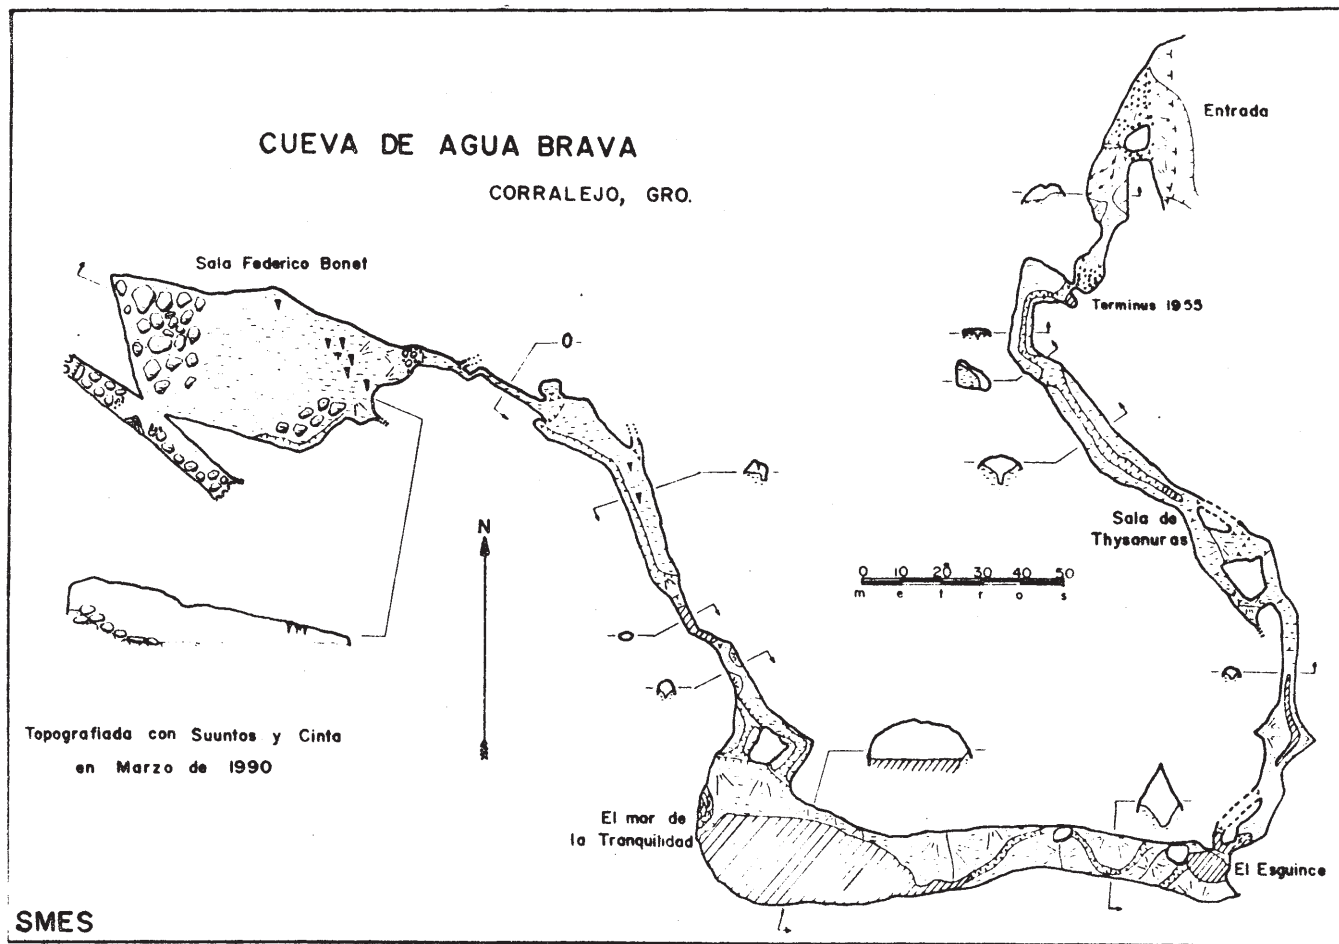 CUEVA DE AGUA BRAVA
CORRALEJO, GRO.
Entrada
Sala Federico Bonet
Terminus 1955
Sala de
Thysanuras
N
0 10 20 30 40 50
m e t r o s
Topografiada con Suuntos y Cinta
en Marzo de 1990
El mar de
la Tranquilidad
El Esguince
SMES